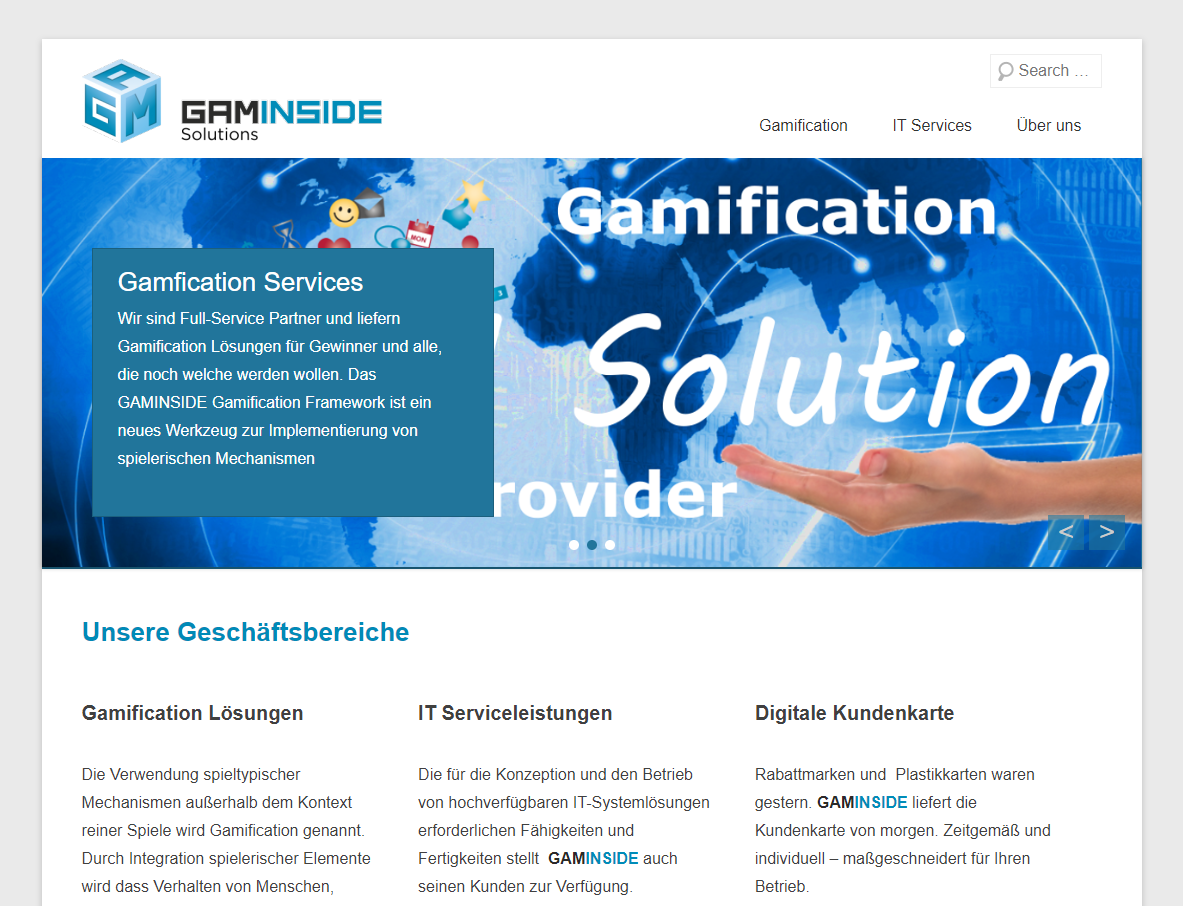 GAM
GAMINSIDE
Solutions
Search …
Gamification
IT Services
Über uns
Gamification
Solution
rovider
MON
Gamfication Services
Wir sind Full-Service Partner und liefern
Gamification Lösungen für Gewinner und alle,
die noch welche werden wollen. Das
GAMINSIDE Gamification Framework ist ein
neues Werkzeug zur Implementierung von
spielerischen Mechanismen
< >
Unsere Geschäftsbereiche
Gamification Lösungen
Die Verwendung spieltypischer
Mechanismen außerhalb dem Kontext
reiner Spiele wird Gamification genannt.
Durch Integration spielerischer Elemente
wird dass Verhalten von Menschen,
IT Serviceleistungen
Die für die Konzeption und den Betrieb
von hochverfügbaren IT-Systemlösungen
erforderlichen Fähigkeiten und
Fertigkeiten stellt  GAMINSIDE auch
seinen Kunden zur Verfügung.
Digitale Kundenkarte
Rabattmarken und  Plastikkarten waren
gestern. GAMINSIDE liefert die
Kundenkarte von morgen. Zeitgemäß und
individuell – maßgeschneidert für Ihren
Betrieb.